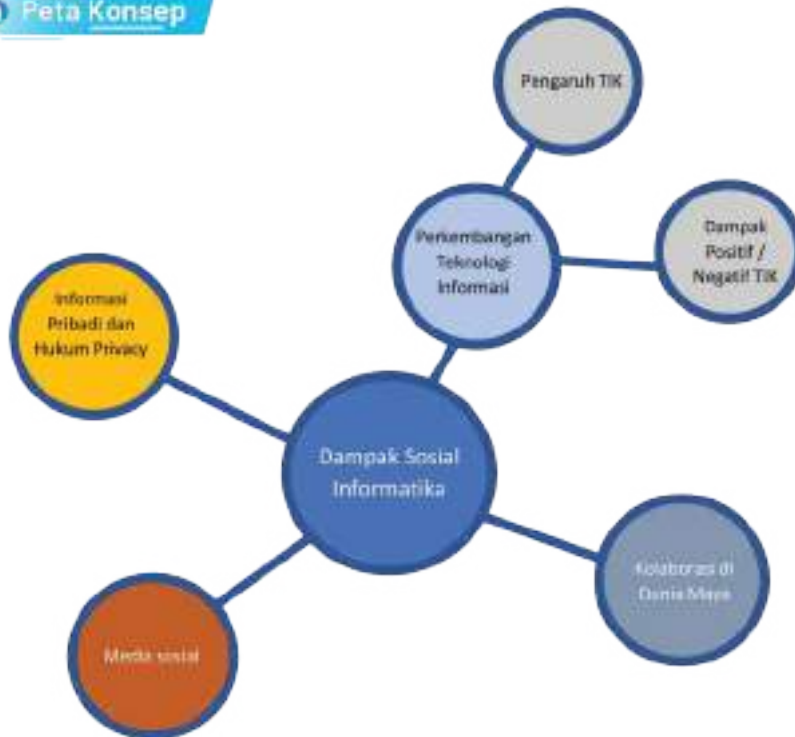 Peta Konsep
Pengaruh TIK
Perkembangan
Teknologi
Informasi
Dampak
Positif /
Negatif TIK
Informasi
Pribadi dan
Hukum Privacy
Dampak Sosial
Informatika
Kolaborasi di
Dunia Maya
Media sosial